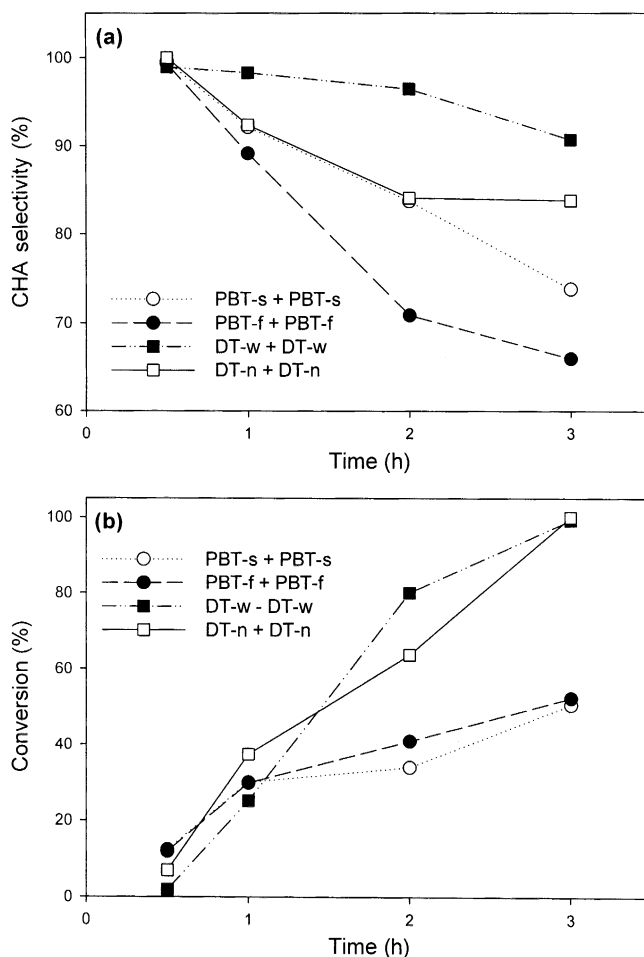 (a)
100
90
80
70
60
CHA selectivity (%)
PBT-s + PBT-s
PBT-f + PBT-f
DT-w + DT-w
DT-n + DT-n
0
1
2
3
Time (h)
(b)
100
80
60
40
20
0
Conversion (%)
PBT-s + PBT-s
PBT-f + PBT-f
DT-w - DT-w
DT-n + DT-n
0
1
2
3
Time (h)